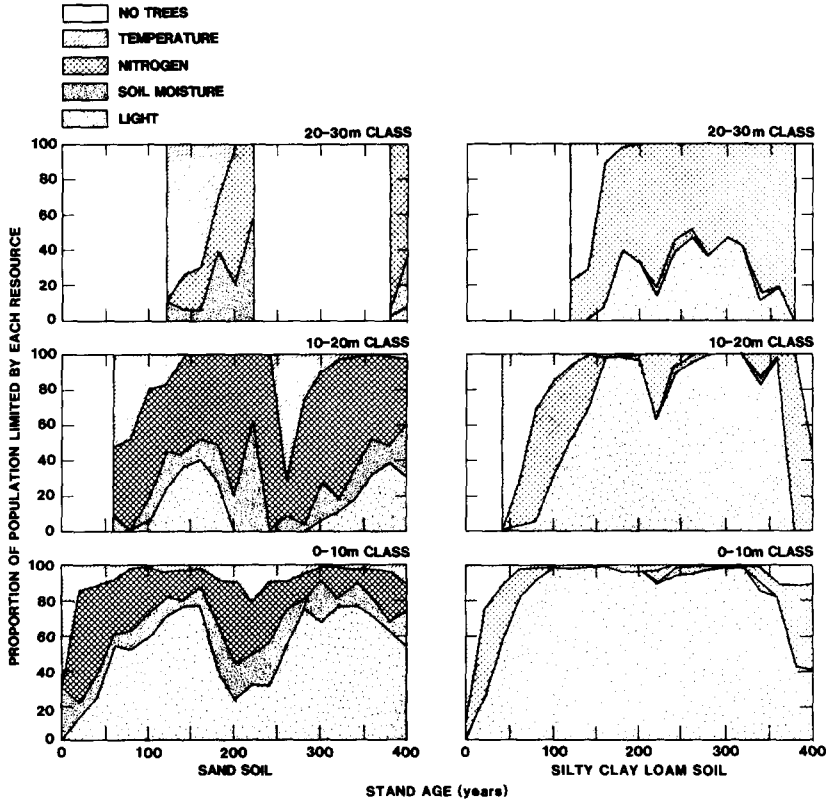 NO TREES
TEMPERATURE
NITROGEN
SOIL MOISTURE
LIGHT
PROPORTION OF POPULATION LIMITED BY EACH RESOURCE
20-30m CLASS
100
80
60
40
20
0
20-30m CLASS
10-20m CLASS
100
80
60
40
20
0
10-20m CLASS
0-10m CLASS
100
80
60
40
20
0
0-10m CLASS
0 100 200 300 400
SAND SOIL
0 100 200 300 400
SILTY CLAY LOAM SOIL
STAND AGE (years)